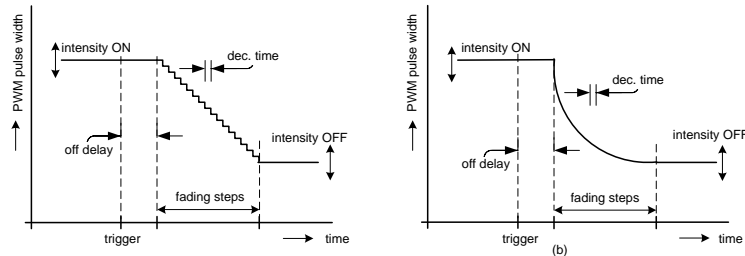 PWM pulse width
intensity ON
dec. time
intensity OFF
off delay
fading steps
trigger
time
PWM pulse width
intensity ON
dec. time
intensity OFF
off delay
fading steps
trigger
time
(b)